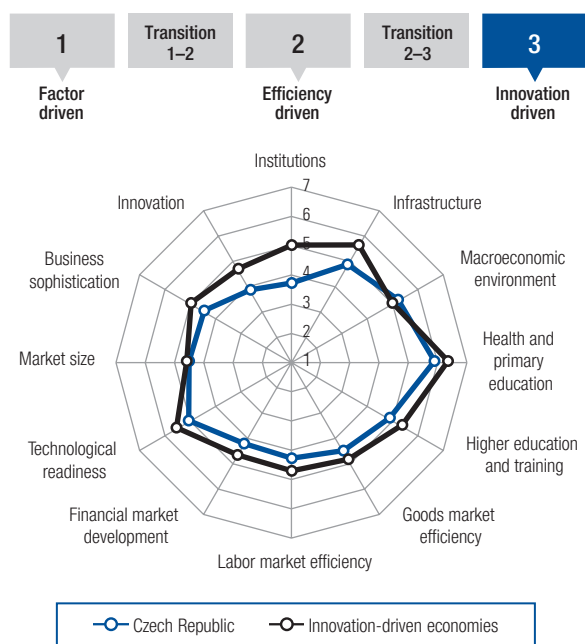 1
Transition
1–2
2
Transition
2–3
3
Factor
driven
Efficiency
driven
Innovation
driven
Institutions
7
Innovation
Infrastructure
6
5
Business
sophistication
Macroeconomic
environment
4
3
2
Market size
1
Health and
primary
education
Technological
readiness
Higher education
and training
Financial market
development
Goods market
efficiency
Labor market efficiency
Czech Republic
Innovation-driven economies